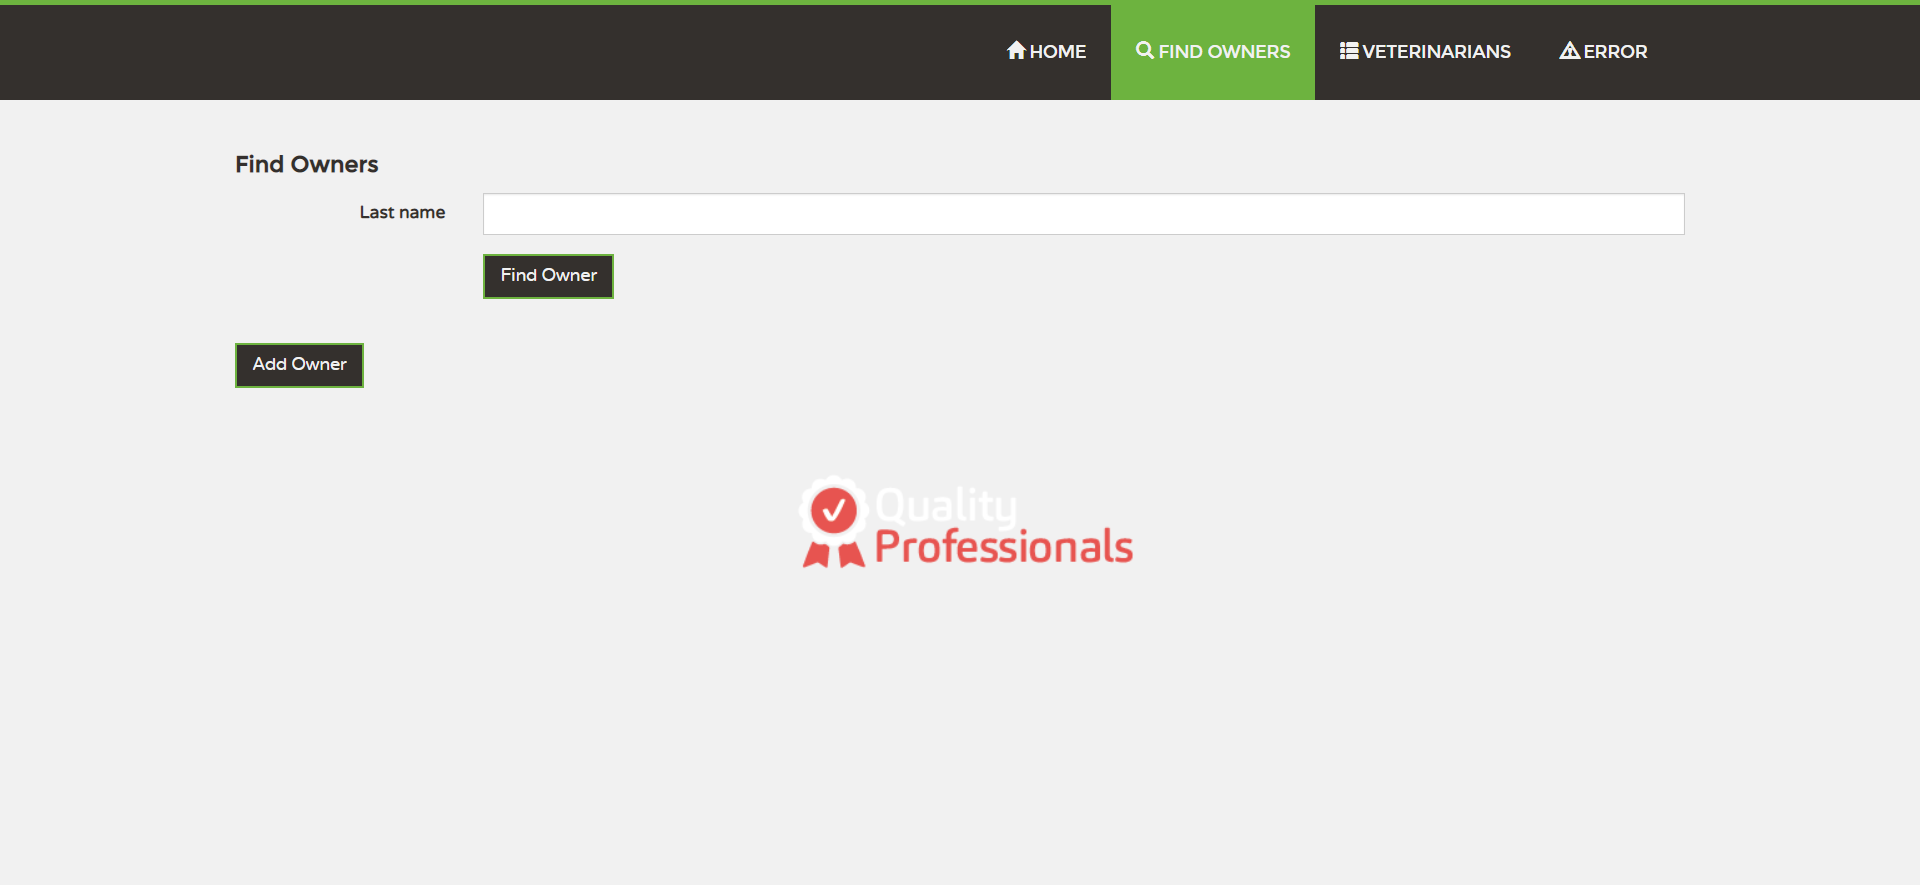 HOME
FIND OWNERS
VETERINARIANS
ERROR
Find Owners
Last name
Find Owner
Add Owner
Quality
Professionals